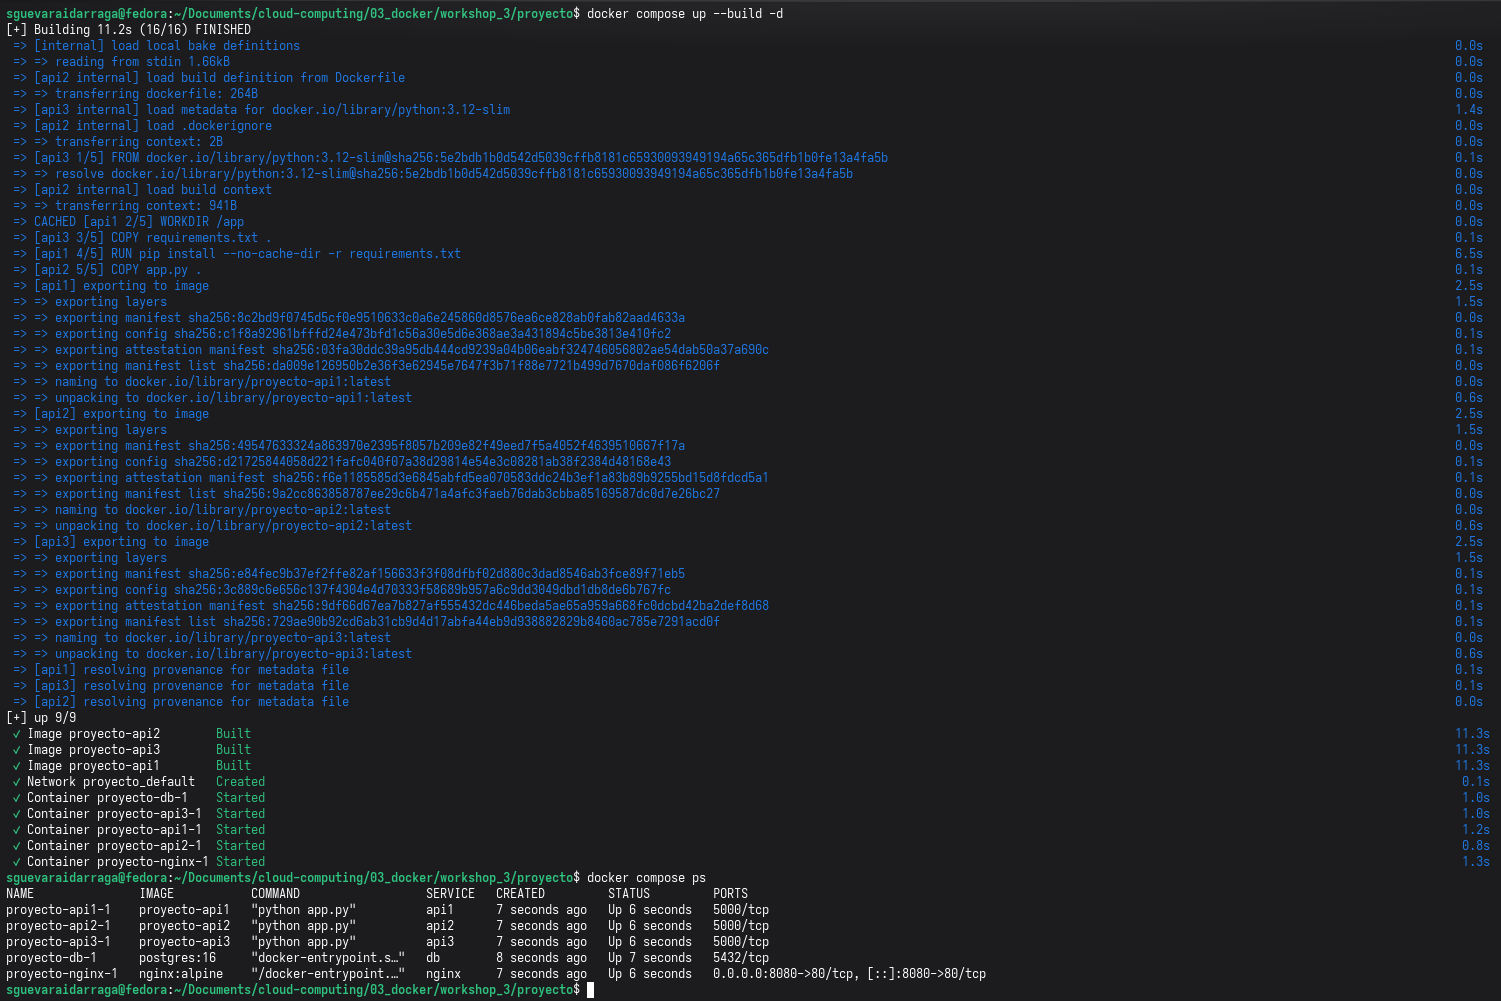 sguevaraidarraga@fedora:~/Documents/cloud-computing/03_docker/workshop_3/proyecto$ docker compose up --build -d
[+] Building 11.2s (16/16) FINISHED
=> [internal] load local bake definitions 0.0s
=> => reading from stdin 1.66kB 0.0s
=> [api2 internal] load build definition from Dockerfile 0.0s
=> => transferring dockerfile: 264B 0.0s
=> [api3 internal] load metadata for docker.io/library/python:3.12-slim 1.4s
=> [api2 internal] load .dockerignore 0.0s
=> => transferring context: 2B 0.0s
=> [api3 1/5] FROM docker.io/library/python:3.12-slim@sha256:5e2bdb1b0d542d5039cffb8181c65930093949194a65c365dfb1b0fe13a4fa5b 0.1s
=> => resolve docker.io/library/python:3.12-slim@sha256:5e2bdb1b0d542d5039cffb8181c65930093949194a65c365dfb1b0fe13a4fa5b 0.0s
=> [api2 internal] load build context 0.0s
=> => transferring context: 941B 0.0s
=> CACHED [api1 2/5] WORKDIR /app 0.0s
=> [api3 3/5] COPY requirements.txt . 0.1s
=> [api1 4/5] RUN pip install --no-cache-dir -r requirements.txt 6.5s
=> [api2 5/5] COPY app.py . 0.1s
=> [api1] exporting to image 2.5s
=> => exporting layers 1.5s
=> => exporting manifest sha256:8c2bd9f0745d5cf0e9510633c0a6e245860d8576ea6ce828ab0fab82aad4633a 0.0s
=> => exporting config sha256:c1f8a92961bfffd24e473bfd1c56a30e5d6e368ae3a431894c5be3813e410fc2 0.1s
=> => exporting attestation manifest sha256:03fa30ddc39a95db444cd9239a04b06eabf324746056802ae54dab50a37a690c 0.1s
=> => exporting manifest list sha256:da009e126950b2e36f3e62945e7647f3b71f88e7721b499d7670daf086f6206f 0.0s
=> => naming to docker.io/library/proyecto-api1:latest 0.0s
=> => unpacking to docker.io/library/proyecto-api1:latest 0.6s
=> [api2] exporting to image 2.5s
=> => exporting layers 1.5s
=> => exporting manifest sha256:49547633324a863970e2395f8057b209e82f49eed7f5a4052f4639510667f17a 0.0s
=> => exporting config sha256:d21725844058d221fafc040f07a38d29814e54e3c08281ab38f2384d48168e43 0.1s
=> => exporting attestation manifest sha256:f6e1185585d3e6845abfd5ea070583ddc24b3ef1a83b89b9255bd15d8fdcd5a1 0.1s
=> => exporting manifest list sha256:9a2cc863858787ee29c6b471a4afc3faeb76dab3cbba85169587dc0d7e26bc27 0.0s
=> => naming to docker.io/library/proyecto-api2:latest 0.0s
=> => unpacking to docker.io/library/proyecto-api2:latest 0.6s
=> [api3] exporting to image 2.5s
=> => exporting layers 1.5s
=> => exporting manifest sha256:e84fec9b37ef2ffe82af156633f3f08dfbf02d880c3dad8546ab3fce89f71eb5 0.1s
=> => exporting config sha256:3c889c6e656c137f4304e4d70333f58689b957a6c9dd3049dbd1db8de6b767fc 0.1s
=> => exporting attestation manifest sha256:9df66d67ea7b827af555432dc446beda5ae65a959a668fc0dcbd42ba2def8d68 0.1s
=> => exporting manifest list sha256:729ae90b92cd6ab31cb9d4d17abfa44eb9d938882829b8460ac785e7291acd0f 0.1s
=> => naming to docker.io/library/proyecto-api3:latest 0.0s
=> => unpacking to docker.io/library/proyecto-api3:latest 0.6s
=> [api1] resolving provenance for metadata file 0.1s
=> [api3] resolving provenance for metadata file 0.1s
=> [api2] resolving provenance for metadata file 0.0s
[+] up 9/9
✓ Image proyecto-api2 Built 11.3s
✓ Image proyecto-api3 Built 11.3s
✓ Image proyecto-api1 Built 11.3s
✓ Network proyecto_default Created 0.1s
✓ Container proyecto-db-1 Started 1.0s
✓ Container proyecto-api3-1 Started 1.0s
✓ Container proyecto-api1-1 Started 1.2s
✓ Container proyecto-api2-1 Started 0.8s
✓ Container proyecto-nginx-1 Started 1.3s
sguevaraidarraga@fedora:~/Documents/cloud-computing/03_docker/workshop_3/proyecto$ docker compose ps
NAME IMAGE COMMAND SERVICE CREATED STATUS PORTS
proyecto-api1-1 proyecto-api1 "python app.py" api1 7 seconds ago Up 6 seconds 5000/tcp
proyecto-api2-1 proyecto-api2 "python app.py" api2 7 seconds ago Up 6 seconds 5000/tcp
proyecto-api3-1 proyecto-api3 "python app.py" api3 7 seconds ago Up 6 seconds 5000/tcp
proyecto-db-1 postgres:16 "docker-entrypoint.s…" db 8 seconds ago Up 7 seconds 5432/tcp
proyecto-nginx-1 nginx:alpine "/docker-entrypoint.…" nginx 7 seconds ago Up 6 seconds 0.0.0.0:8080->80/tcp, [::]:8080->80/tcp
sguevaraidarraga@fedora:~/Documents/cloud-computing/03_docker/workshop_3/proyecto$